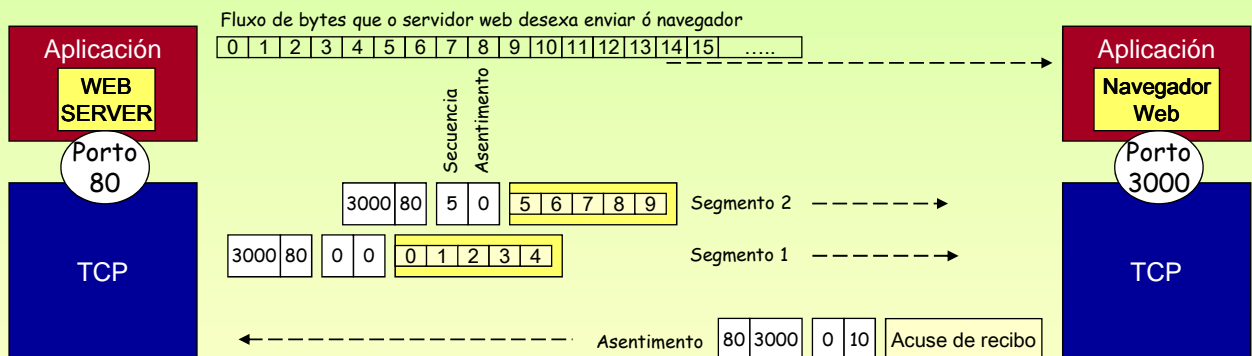 Fluxo de bytes que o servidor web desexa enviar ó navegador
0 1 2 3 4 5 6 7 8 9 10 11 12 13 14 15 .....
Aplicación
WEB
SERVER
Porto
80
TCP
Secuencia
Asentimento
3000 80 5 0 5 6 7 8 9 Segmento 2
3000 80 0 0 0 1 2 3 4 Segmento 1
Asentimento 80 3000 0 10 Acuse de recibo
Aplicación
Navegador
Web
Porto
3000
TCP